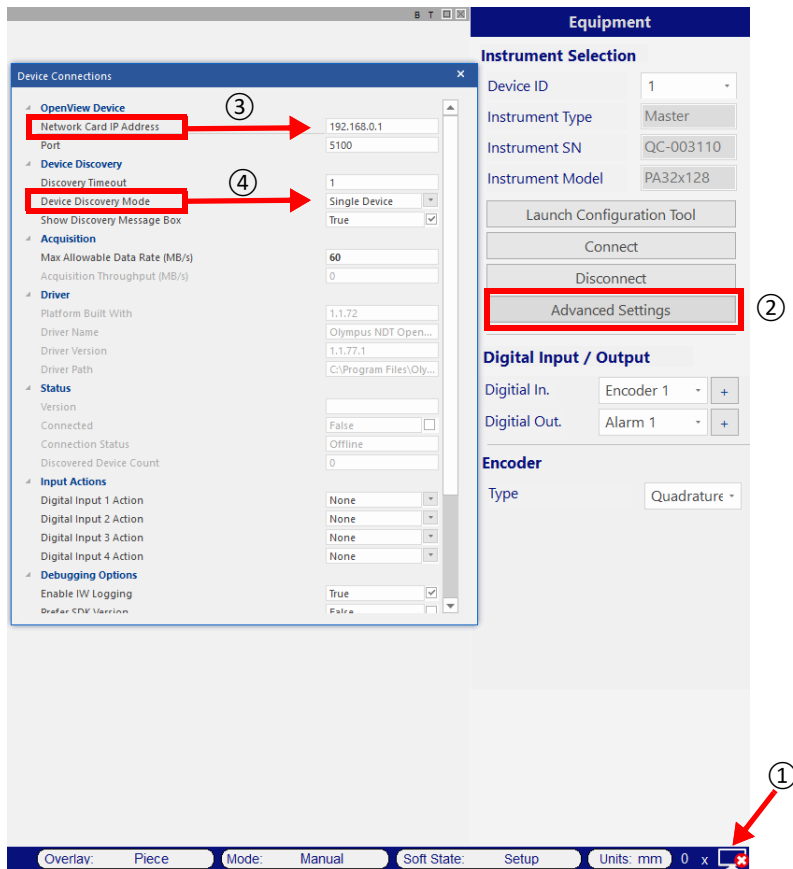 B T
Equipment
Instrument Selection
Device ID 1
Instrument Type Master
Instrument SN QC-003110
Instrument Model PA32x128
Launch Configuration Tool
Connect
Disconnect
Advanced Settings
②
Digital Input / Output
Digitial In. Encoder 1 +
Digitial Out. Alarm 1 +
Encoder
Type Quadrature
Device Connections ×
OpenView Device
③
Network Card IP Address 192.168.0.1
Port 5100
Device Discovery
④
Discovery Timeout 1
Device Discovery Mode Single Device
Show Discovery Message Box True
Acquisition
Max Allowable Data Rate (MB/s) 60
Acquisition Throughput (MB/s) 0
Driver
Platform Built With 1.1.72
Driver Name Olympus NDT Open...
Driver Version 1.1.77.1
Driver Path C:\Program Files\Oly...
Status
Version
Connected False
Connection Status Offline
Discovered Device Count 0
Input Actions
Digital Input 1 Action None
Digital Input 2 Action None
Digital Input 3 Action None
Digital Input 4 Action None
Debugging Options
Enable IW Logging True
Prefer SDK Version False
①
Overlay: Piece Mode: Manual Soft State: Setup Units: mm 0 x